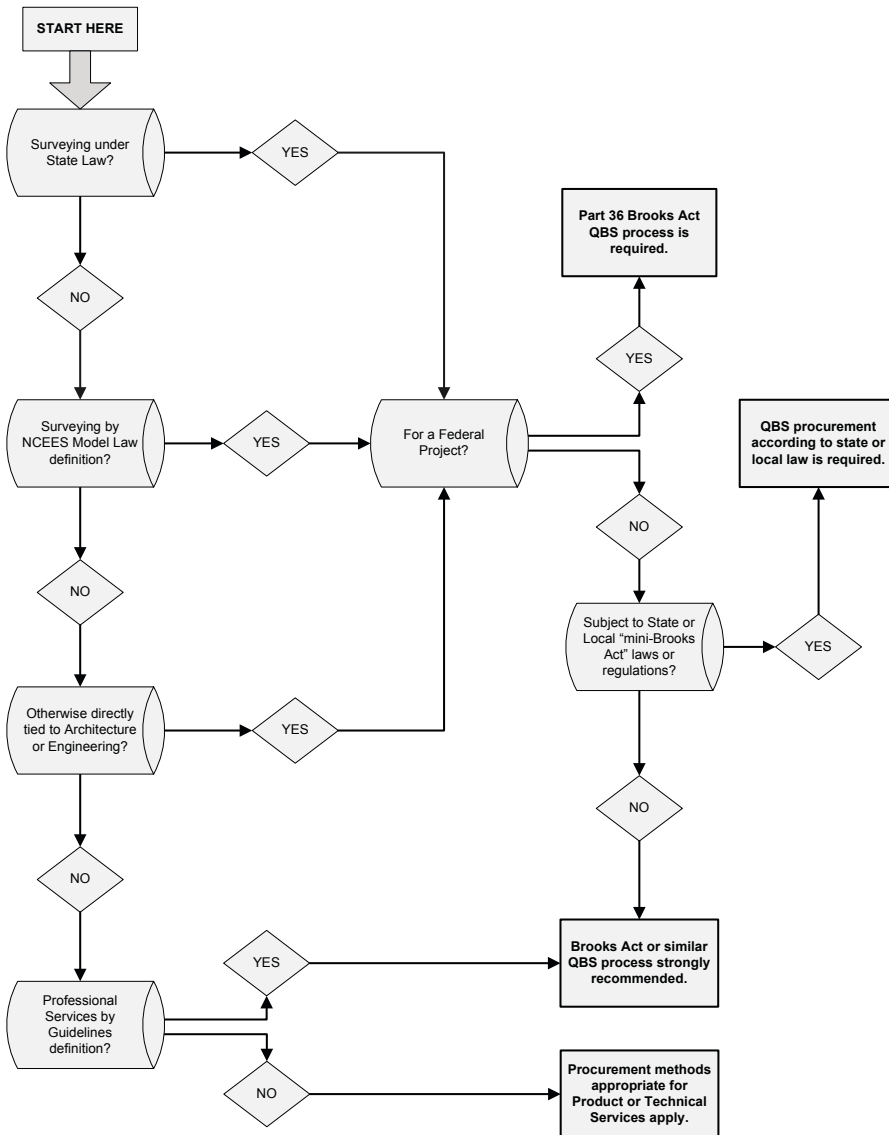 START HERE
Surveying under
State Law?
YES
NO
Part 36 Brooks Act
QBS process is
required.
YES
Surveying by
NCEES Model Law
definition?
YES
For a Federal
Project?
QBS procurement
according to state or
local law is required.
NO
NO
Subject to State or
Local “mini-Brooks
Act” laws or
regulations?
YES
Otherwise directly
tied to Architecture
or Engineering?
YES
NO
NO
Professional
Services by
Guidelines
definition?
YES
Brooks Act or similar
QBS process strongly
recommended.
NO
Procurement methods
appropriate for
Product or Technical
Services apply.